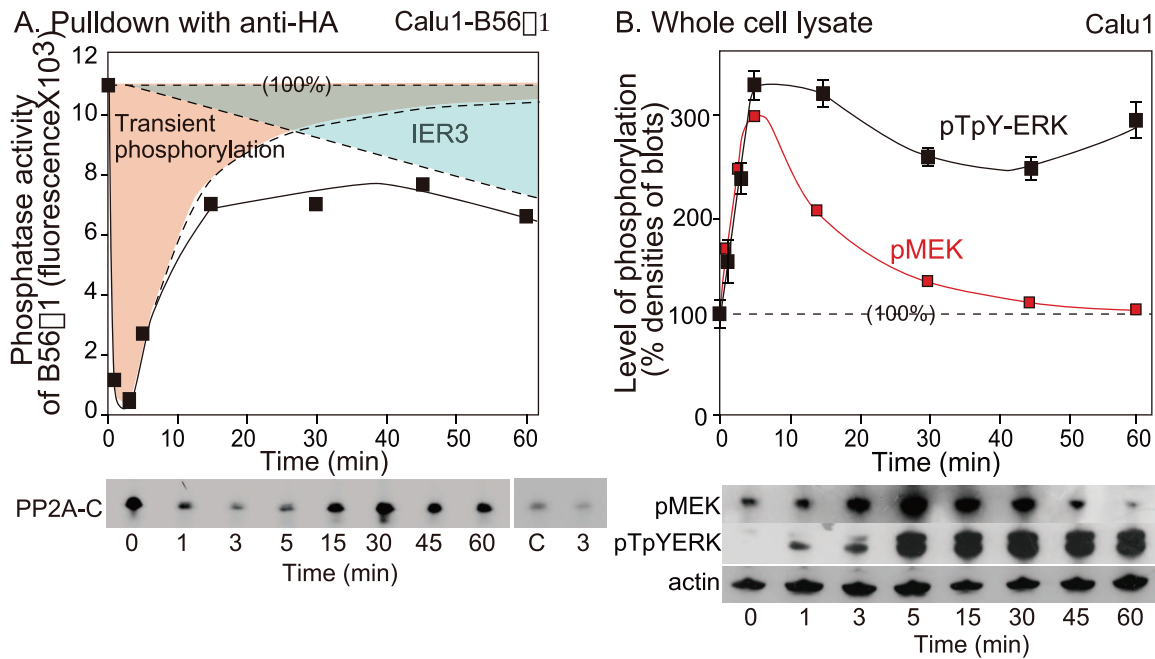 A. Pulldown with anti-HA
Calu1-B56□1
Phosphatase activity
of B56□1 (fluorescenceX10³)
12
10
8
6
4
2
0
(100%)
Transient
phosphorylation
IER3
0 10 20 30 40 50 60
Time (min)
PP2A-C
0 1 3 5 15 30 45 60 C 3
Time (min)
B. Whole cell lysate
Calu1
Level of phosphorylation
(% densities of blots)
300
200
100
0
pTpY-ERK
pMEK
(100%)
0 10 20 30 40 50 60
Time (min)
pMEK
pTpYERK
actin
0 1 3 5 15 30 45 60
Time (min)